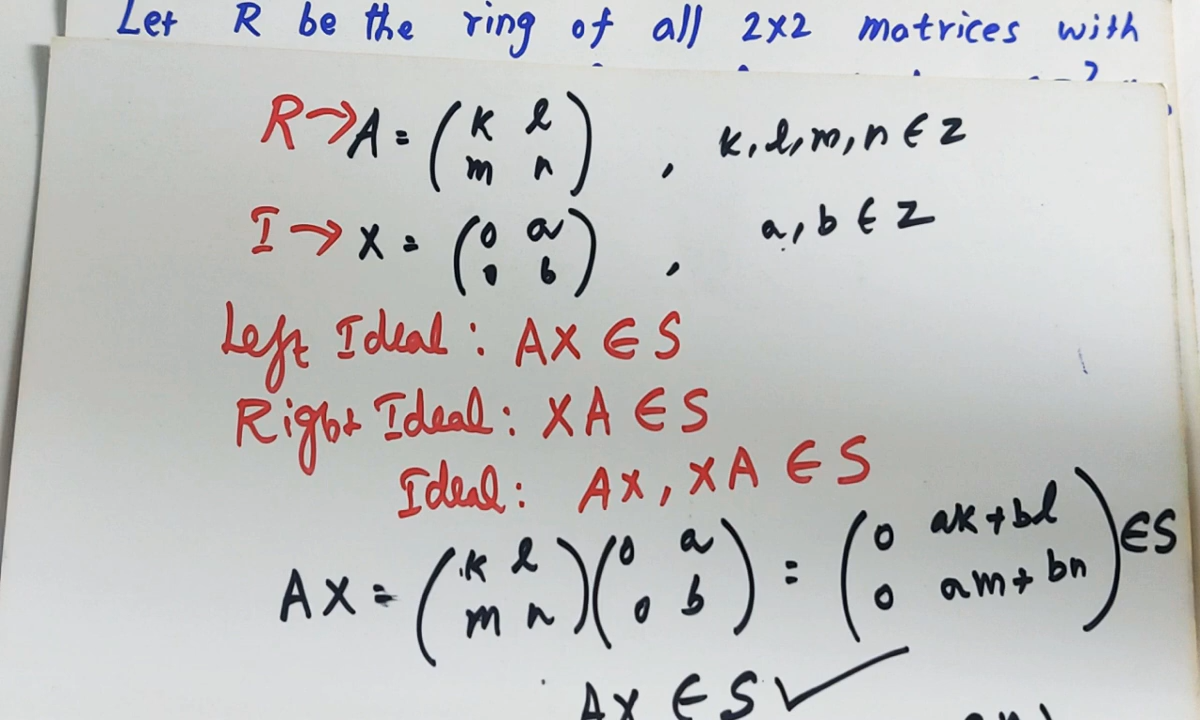 Let R be the ring of all 2x2 matrices with
R → A = ( k l
m n ) , k, l, m, n ∈ Z
I → X = ( 0 a
0 b ) , a, b ∈ Z
Left Ideal : AX ∈ S
Right Ideal : XA ∈ S
Ideal : AX, XA ∈ S
AX = ( k l
m n ) ( 0 a
0 b ) = ( 0 ak + bl
0 am + bn ) ∈ S
AX ∈ S ✓